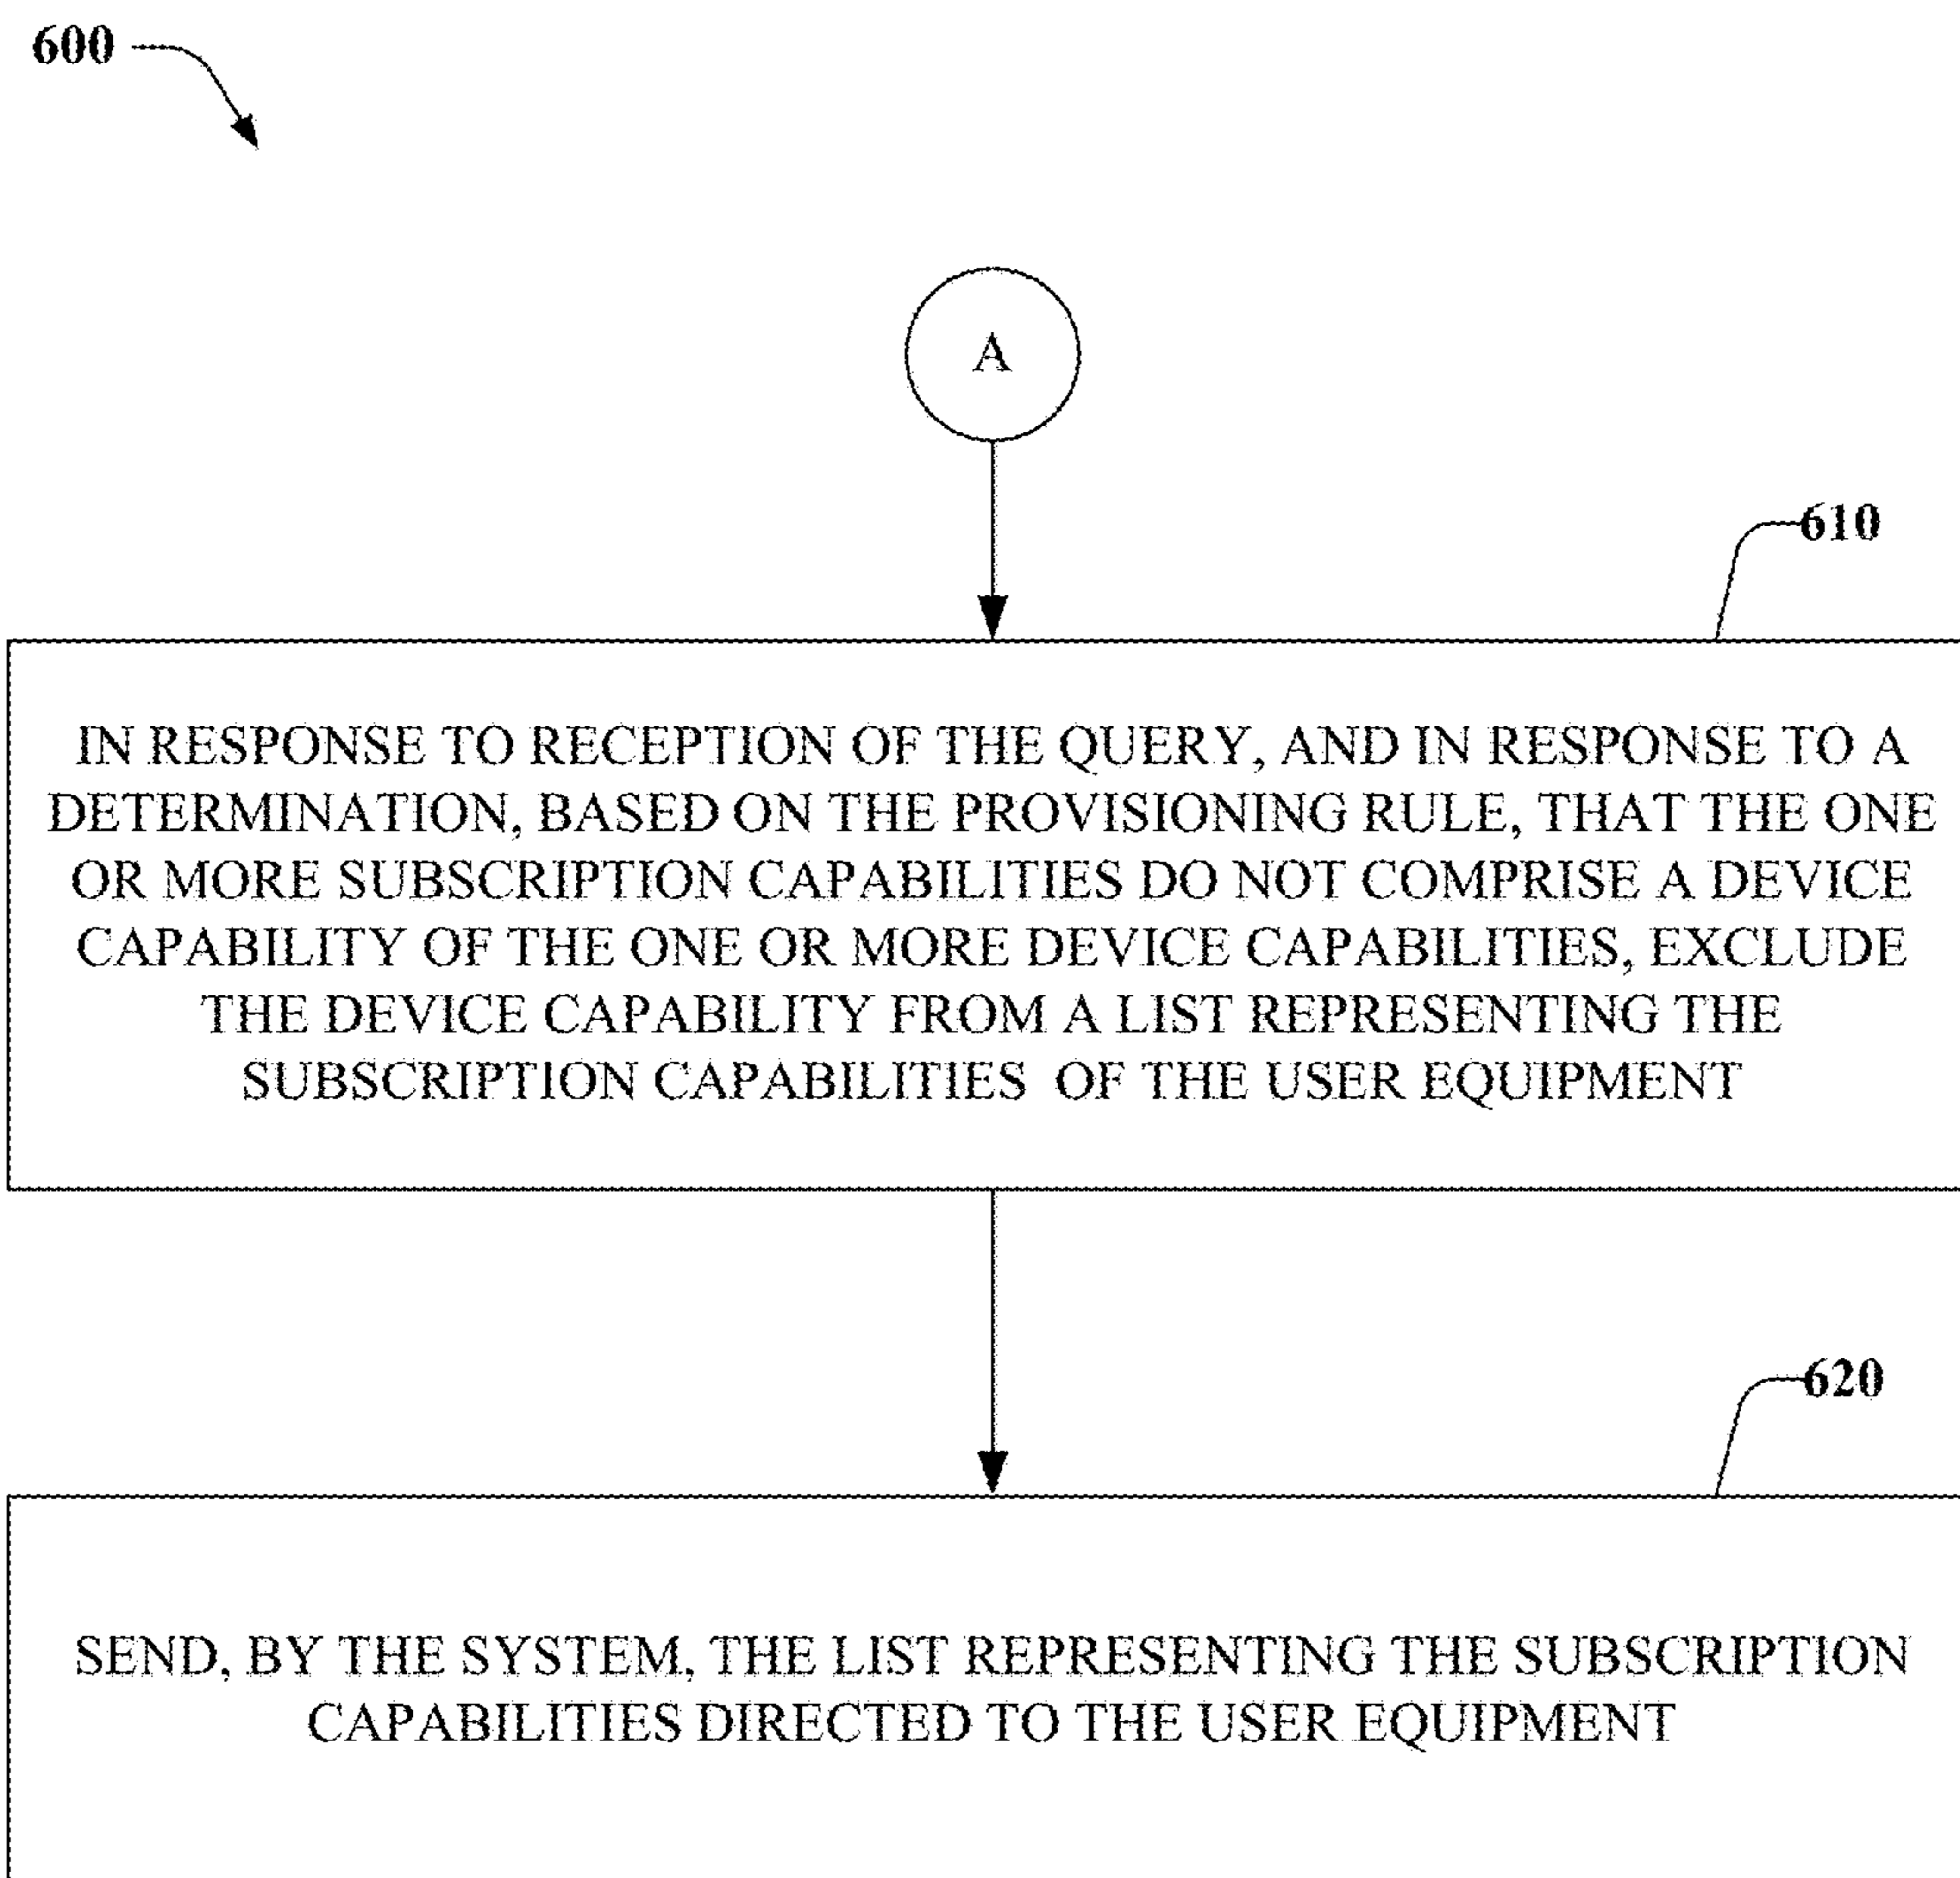 600
A
610
IN RESPONSE TO RECEPTION OF THE QUERY, AND IN RESPONSE TO A
DETERMINATION, BASED ON THE PROVISIONING RULE, THAT THE ONE
OR MORE SUBSCRIPTION CAPABILITIES DO NOT COMPRISE A DEVICE
CAPABILITY OF THE ONE OR MORE DEVICE CAPABILITIES, EXCLUDE
THE DEVICE CAPABILITY FROM A LIST REPRESENTING THE
SUBSCRIPTION CAPABILITIES OF THE USER EQUIPMENT
620
SEND, BY THE SYSTEM, THE LIST REPRESENTING THE SUBSCRIPTION
CAPABILITIES DIRECTED TO THE USER EQUIPMENT